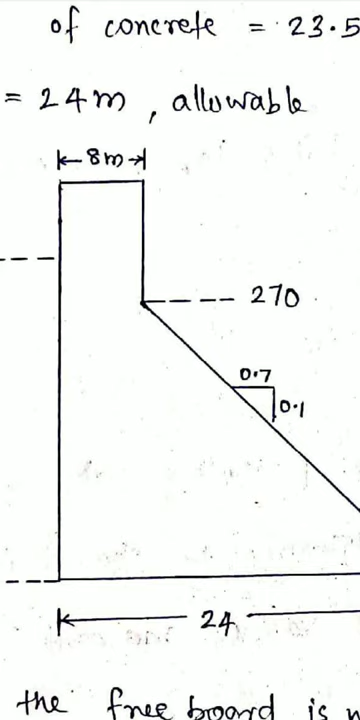 of concrete = 23.5
= 24m, allowable
8m
270
0.7
0.1
24
the free board is